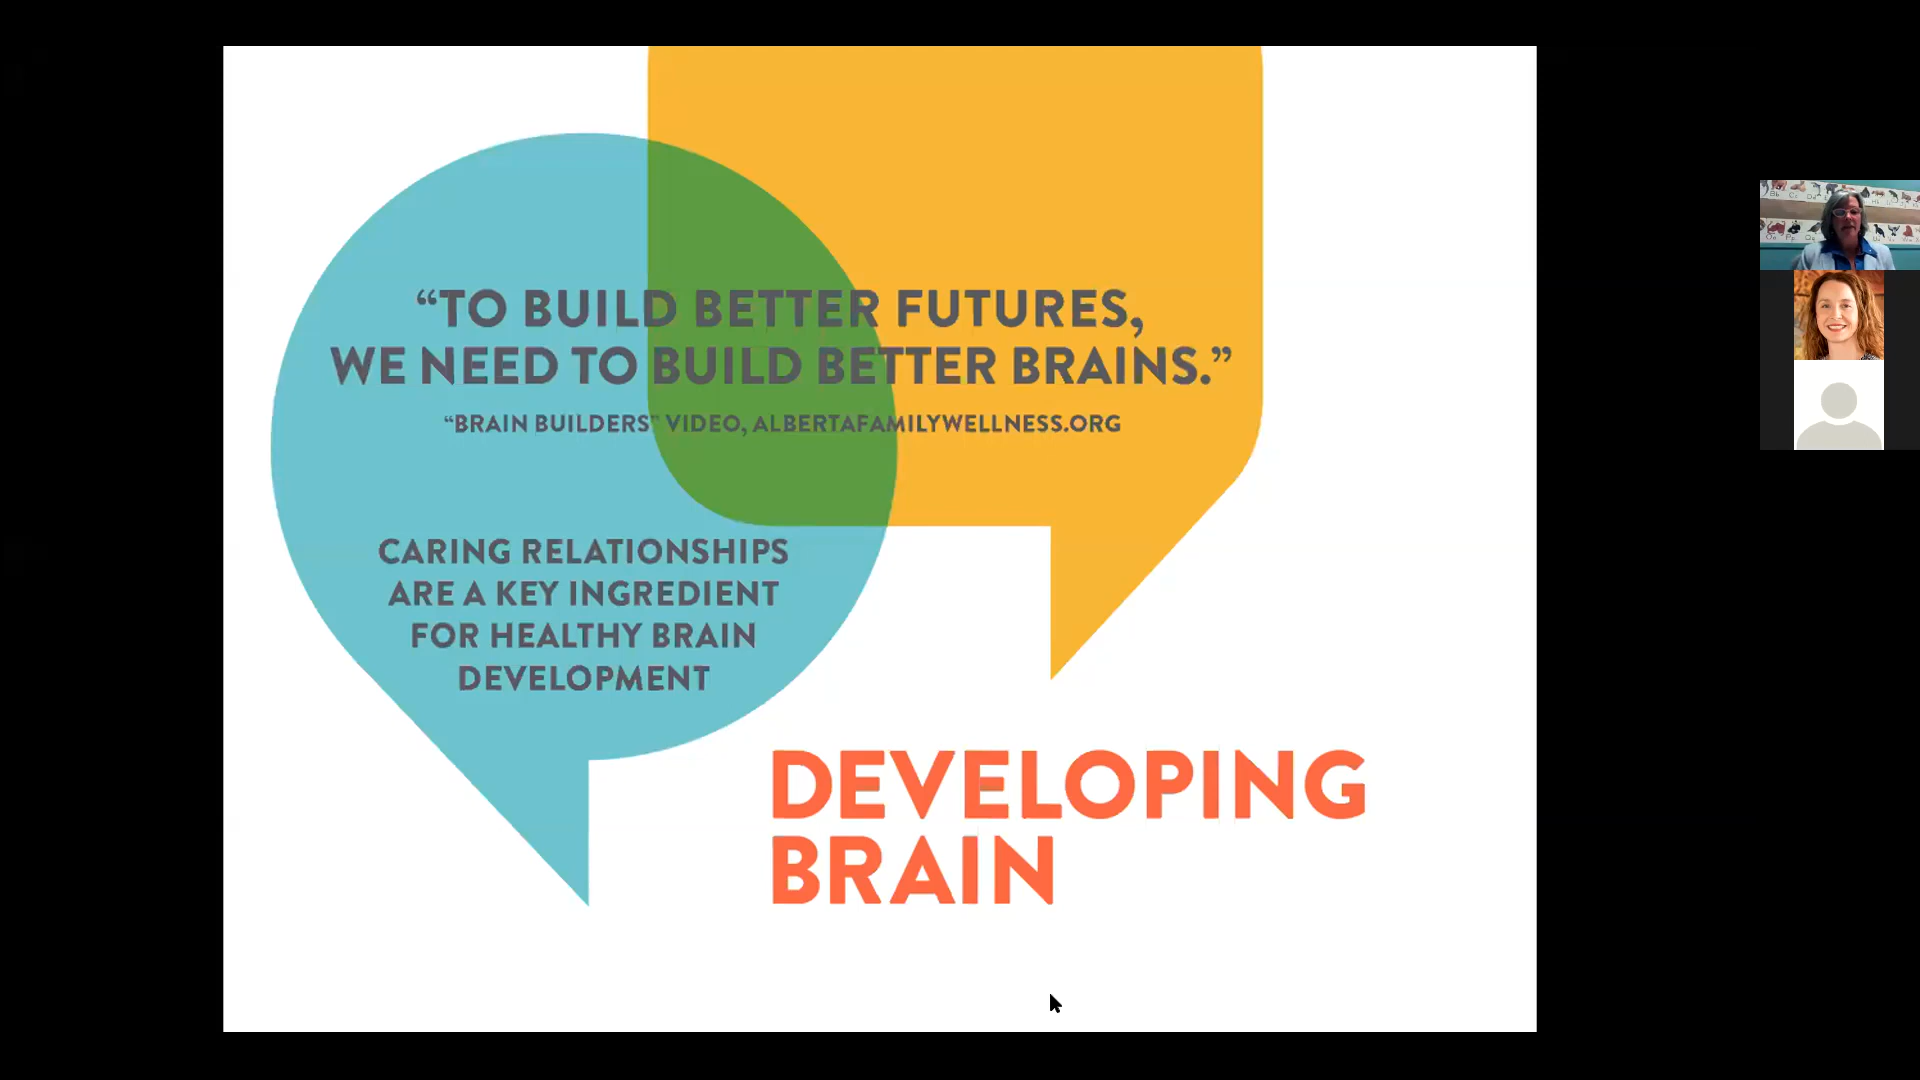 “TO BUILD BETTER FUTURES,
WE NEED TO BUILD BETTER BRAINS.”
“BRAIN BUILDERS” VIDEO, ALBERTAFAMILYWELLNESS.ORG
CARING RELATIONSHIPS
ARE A KEY INGREDIENT
FOR HEALTHY BRAIN
DEVELOPMENT
DEVELOPING
BRAIN